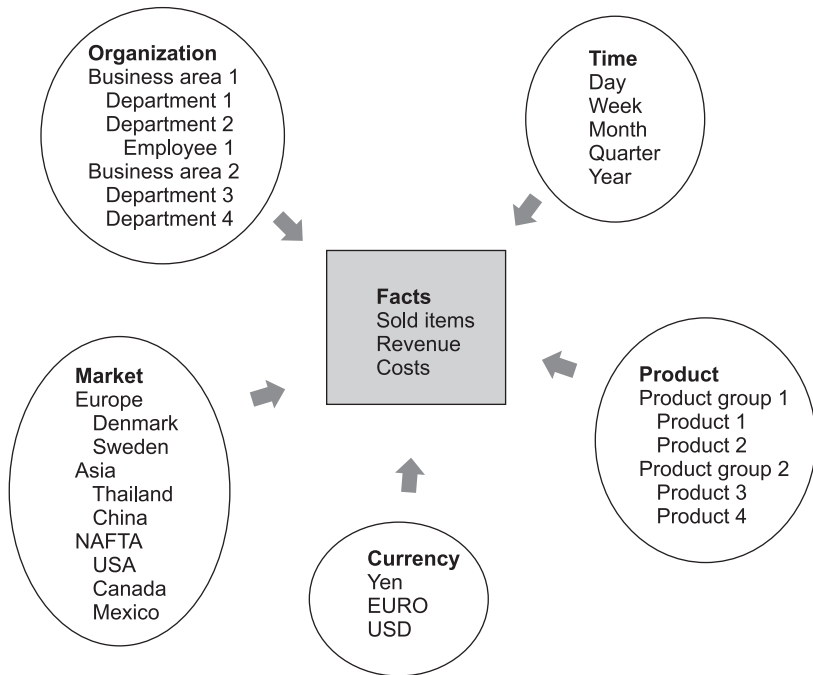 Organization
Business area 1
Department 1
Department 2
Employee 1
Business area 2
Department 3
Department 4
Time
Day
Week
Month
Quarter
Year
Facts
Sold items
Revenue
Costs
Market
Europe
Denmark
Sweden
Asia
Thailand
China
NAFTA
USA
Canada
Mexico
Currency
Yen
EURO
USD
Product
Product group 1
Product 1
Product 2
Product group 2
Product 3
Product 4